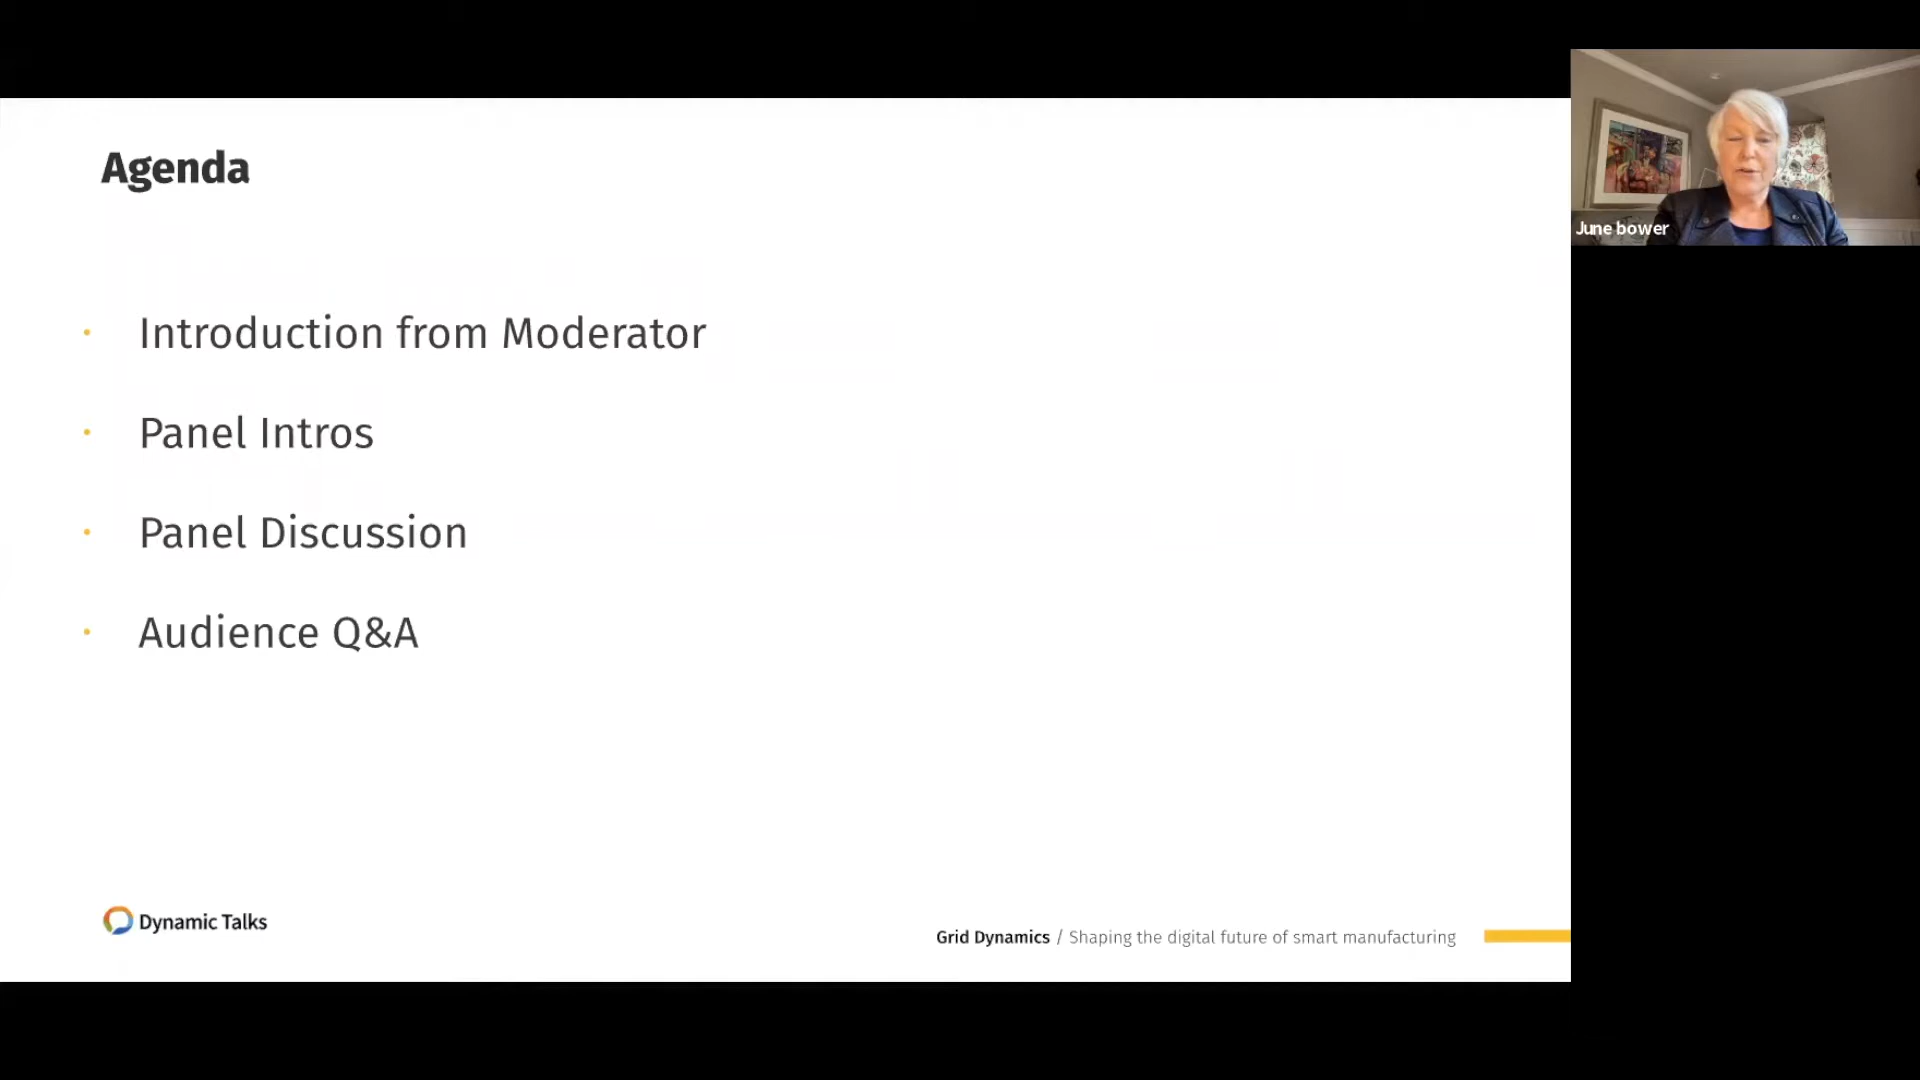 Agenda
June bower
Introduction from Moderator
Panel Intros
Panel Discussion
Audience Q&A
Dynamic Talks
Grid Dynamics / Shaping the digital future of smart manufacturing